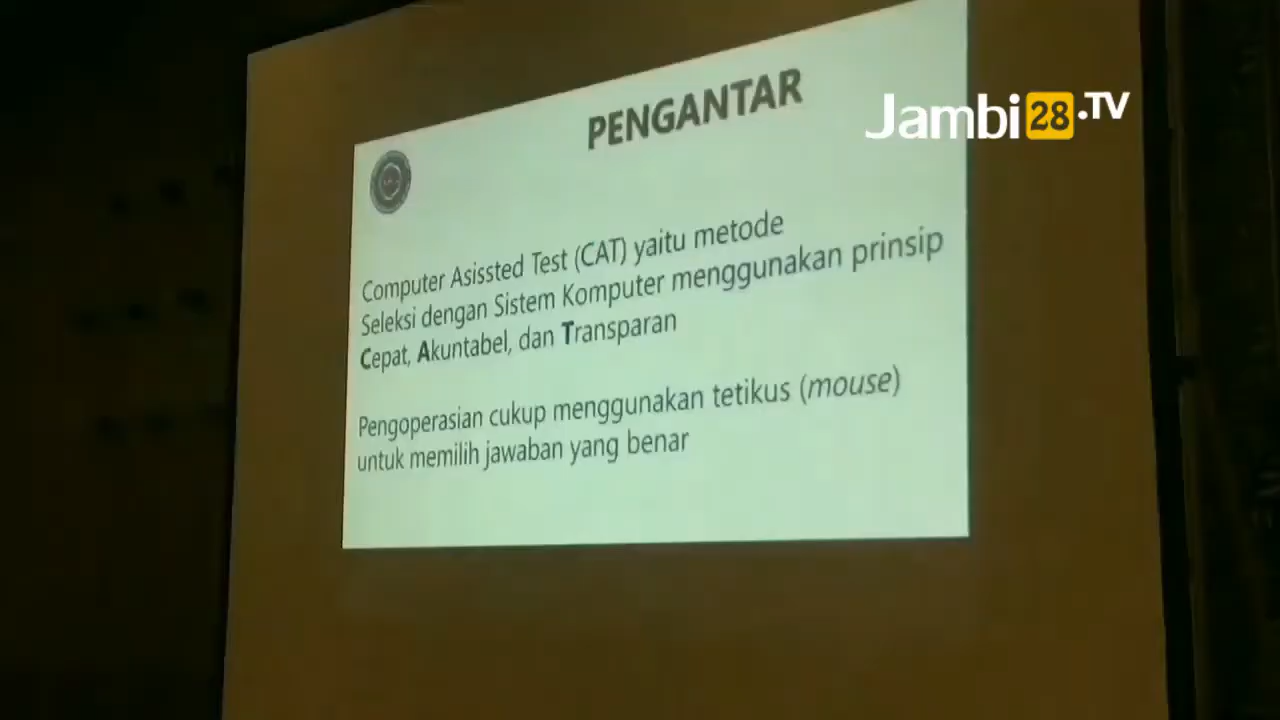 PENGANTAR
Jambi28.TV
Computer Asissted Test (CAT) yaitu metode
Seleksi dengan Sistem Komputer menggunakan prinsip
Cepat, Akuntabel, dan Transparan
Pengoperasian cukup menggunakan tetikus (mouse)
untuk memilih jawaban yang benar